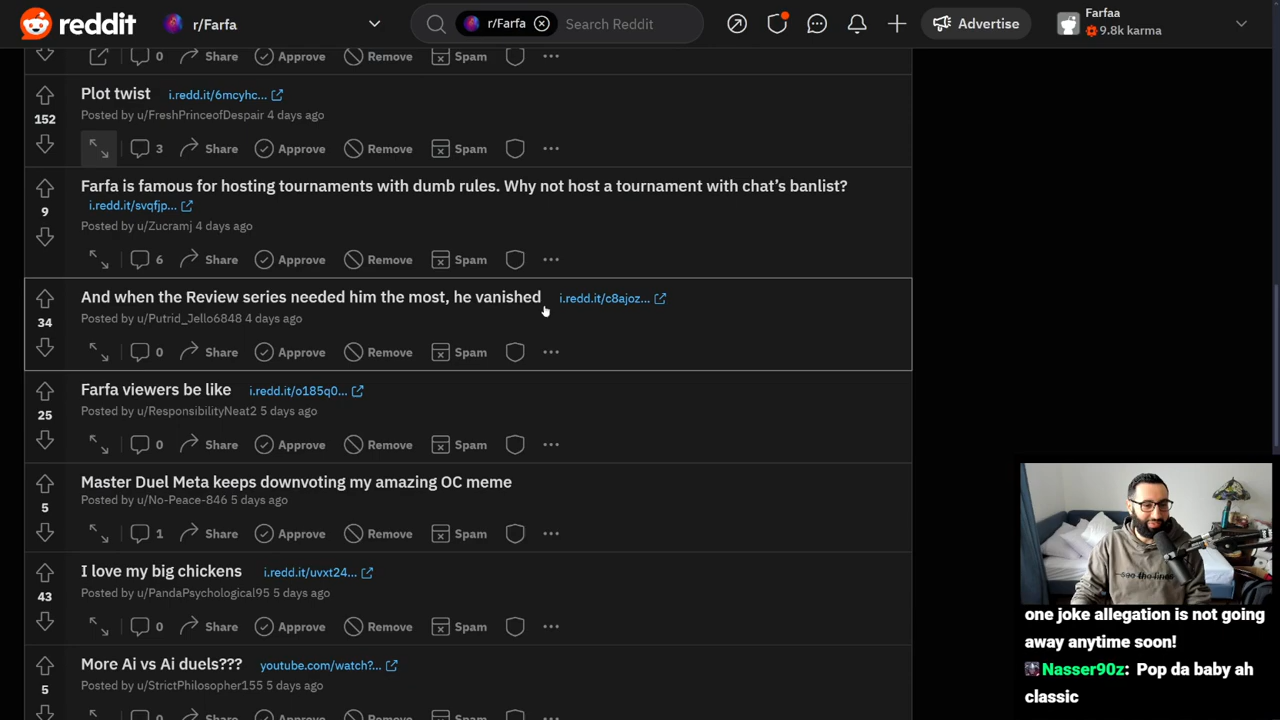 reddit r/Farfa r/Farfa Search Reddit Advertise Farfaa
9.8k karma
0 Share Approve Remove Spam
Plot twist i.redd.it/6mcyhc...
152
Posted by u/FreshPrinceofDespair 4 days ago
3 Share Approve Remove Spam
Farfa is famous for hosting tournaments with dumb rules. Why not host a tournament with chat's banlist?
i.redd.it/svqfjp...
9
Posted by u/Zucramj 4 days ago
6 Share Approve Remove Spam
And when the Review series needed him the most, he vanished i.redd.it/c8ajoz...
34
Posted by u/Putrid_Jello6848 4 days ago
0 Share Approve Remove Spam
Farfa viewers be like i.redd.it/o185q0...
25
Posted by u/ResponsibilityNeat2 5 days ago
0 Share Approve Remove Spam
Master Duel Meta keeps downvoting my amazing OC meme
5
Posted by u/No-Peace-846 5 days ago
1 Share Approve Remove Spam
I love my big chickens i.redd.it/uvxt24...
43
Posted by u/PandaPsychological95 5 days ago
0 Share Approve Remove Spam
More Ai vs Ai duels??? youtube.com/watch?...
5
Posted by u/StrictPhilosopher155 5 days ago
0 Share Approve Remove Spam
one joke allegation is not going
away anytime soon!
Nasser90z: Pop da baby ah
classic